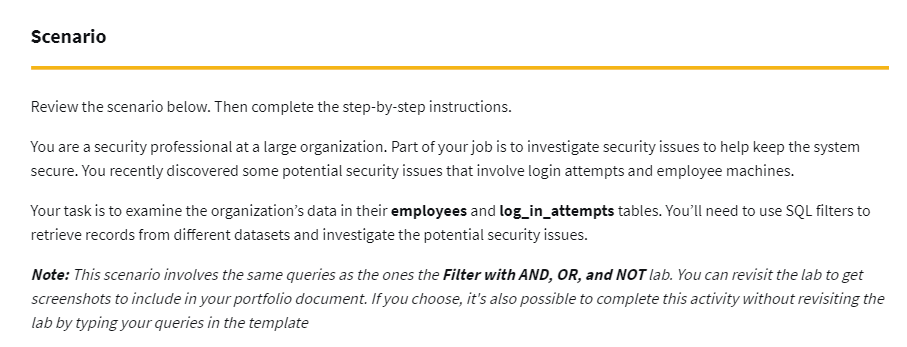 Scenario
Review the scenario below. Then complete the step-by-step instructions.
You are a security professional at a large organization. Part of your job is to investigate security issues to help keep the system
secure. You recently discovered some potential security issues that involve login attempts and employee machines.
Your task is to examine the organization’s data in their employees and log_in_attempts tables. You’ll need to use SQL filters to
retrieve records from different datasets and investigate the potential security issues.
Note: This scenario involves the same queries as the ones the Filter with AND, OR, and NOT lab. You can revisit the lab to get
screenshots to include in your portfolio document. If you choose, it's also possible to complete this activity without revisiting the
lab by typing your queries in the template